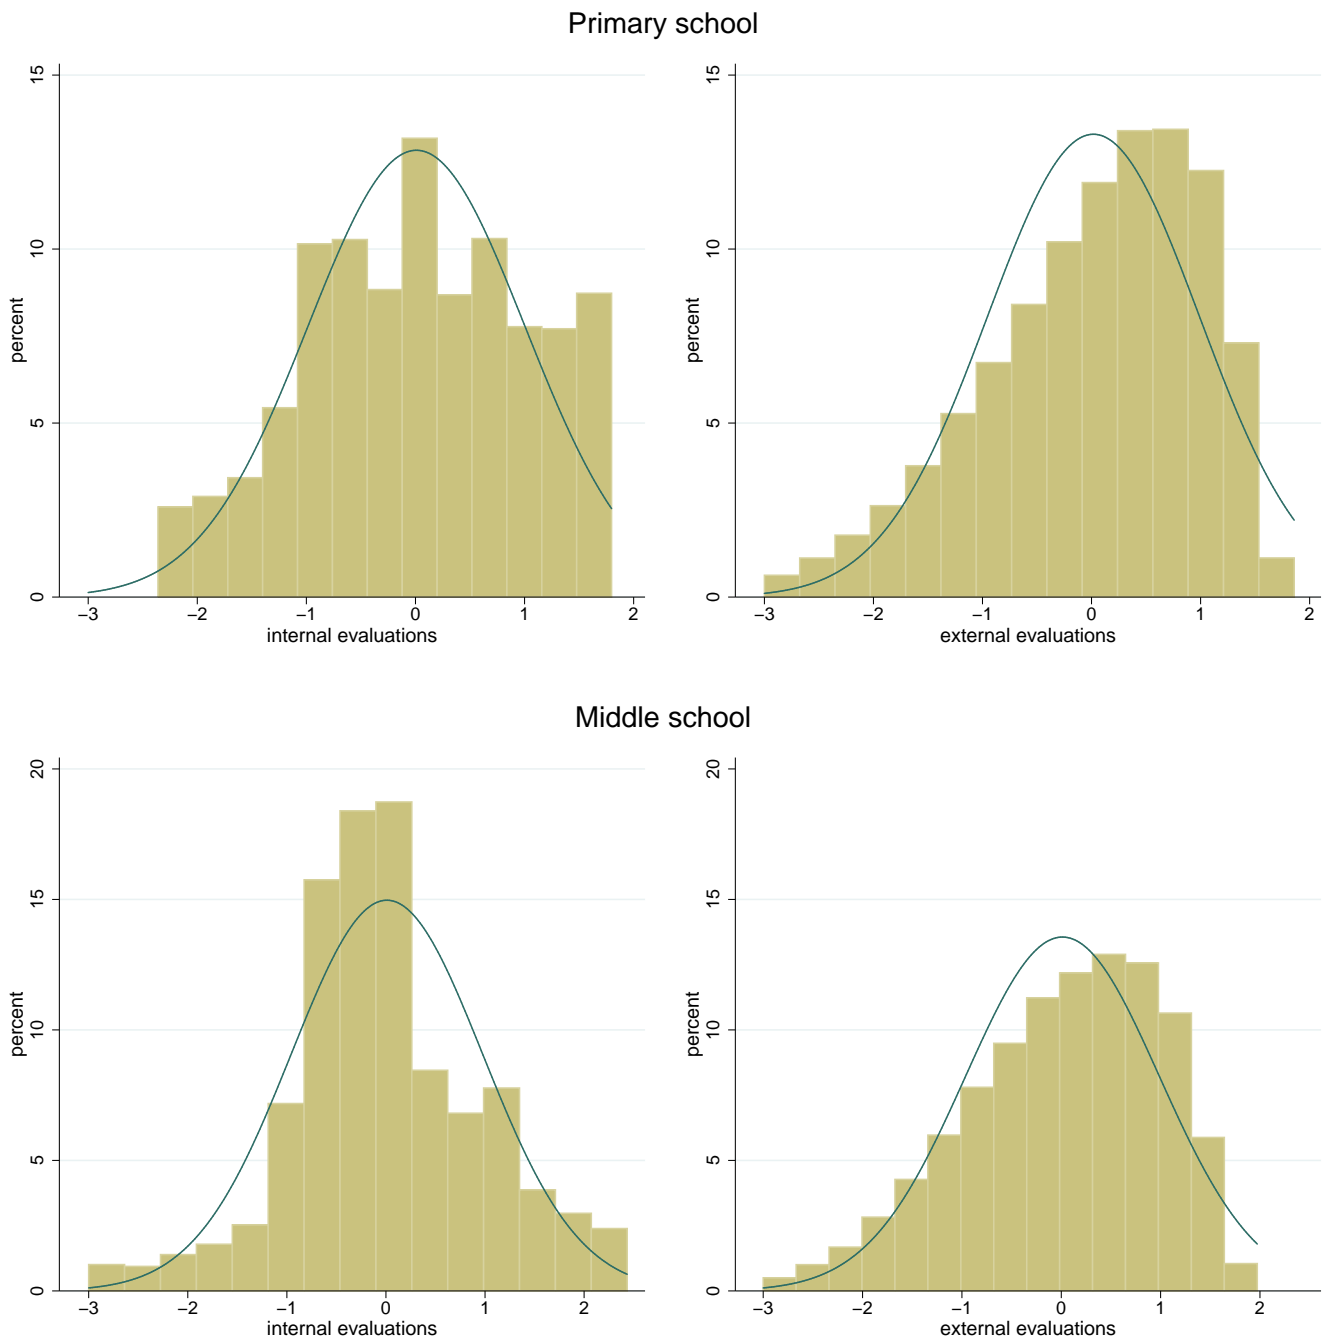 Primary school
15
10
5
0
percent
−3 −2 −1 0 1 2
internal evaluations
15
10
5
0
percent
−3 −2 −1 0 1 2
external evaluations
Middle school
20
15
10
5
0
percent
−3 −2 −1 0 1 2
internal evaluations
20
15
10
5
0
percent
−3 −2 −1 0 1 2
external evaluations